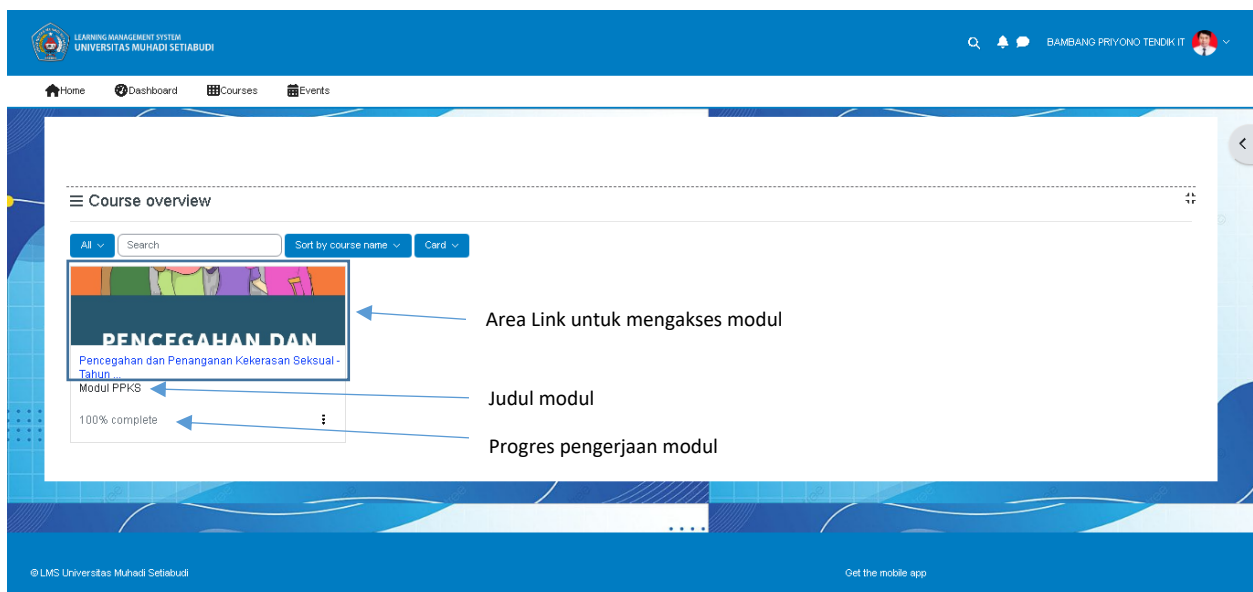 LEARNING MANAGEMENT SYSTEM
UNIVERSITAS MUHADI SETIABUDI
BAMBANG PRIYONO TENDIK IT
Home Dashboard Courses Events
Course overview
All Search Sort by course name Card
PENCEGAHAN DAN
Pencegahan dan Penanganan Kekerasan Seksual -
Tahun ...
Modul PPKS
100% complete
Area Link untuk mengakses modul
Judul modul
Progres pengerjaan modul
© LMS Universitas Muhadi Setiabudi
Get the mobile app